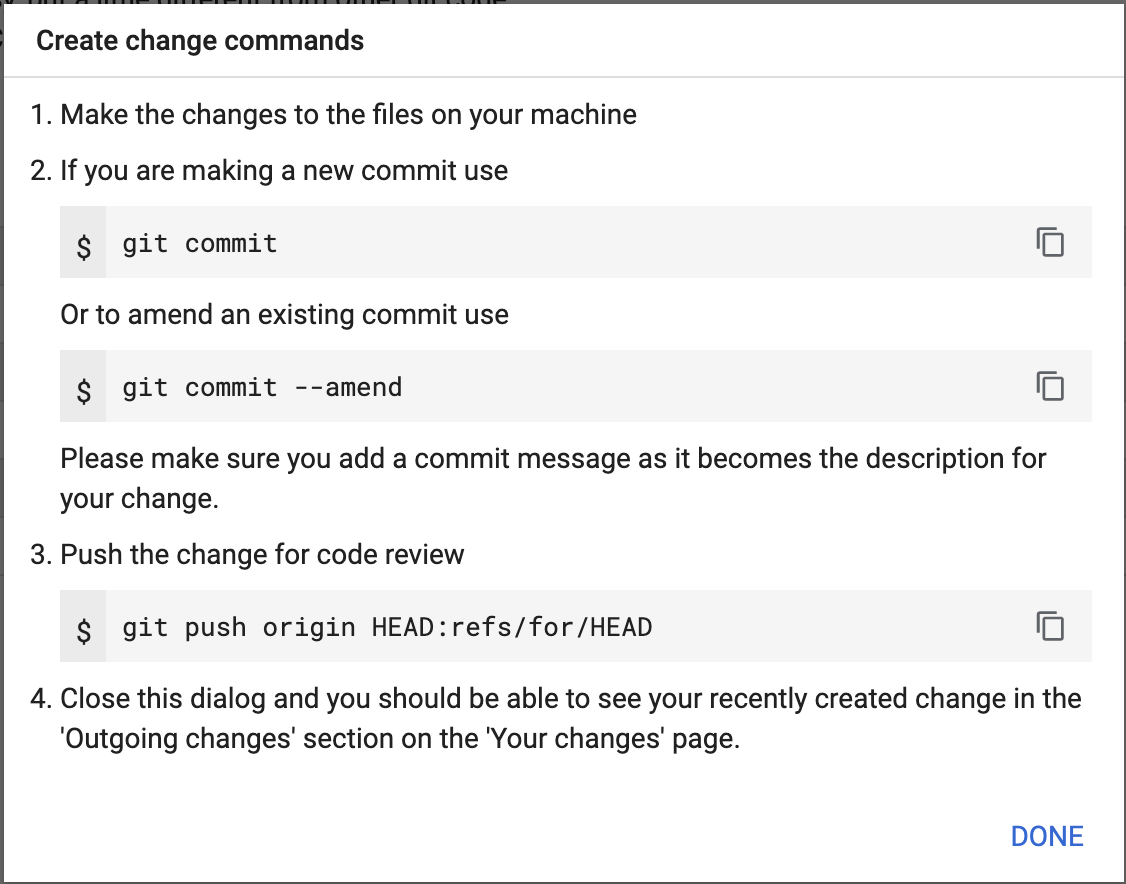 Create change commands
1. Make the changes to the files on your machine
2. If you are making a new commit use
$ git commit
Or to amend an existing commit use
$ git commit --amend
Please make sure you add a commit message as it becomes the description for
your change.
3. Push the change for code review
$ git push origin HEAD:refs/for/HEAD
4. Close this dialog and you should be able to see your recently created change in the
'Outgoing changes' section on the 'Your changes' page.
DONE